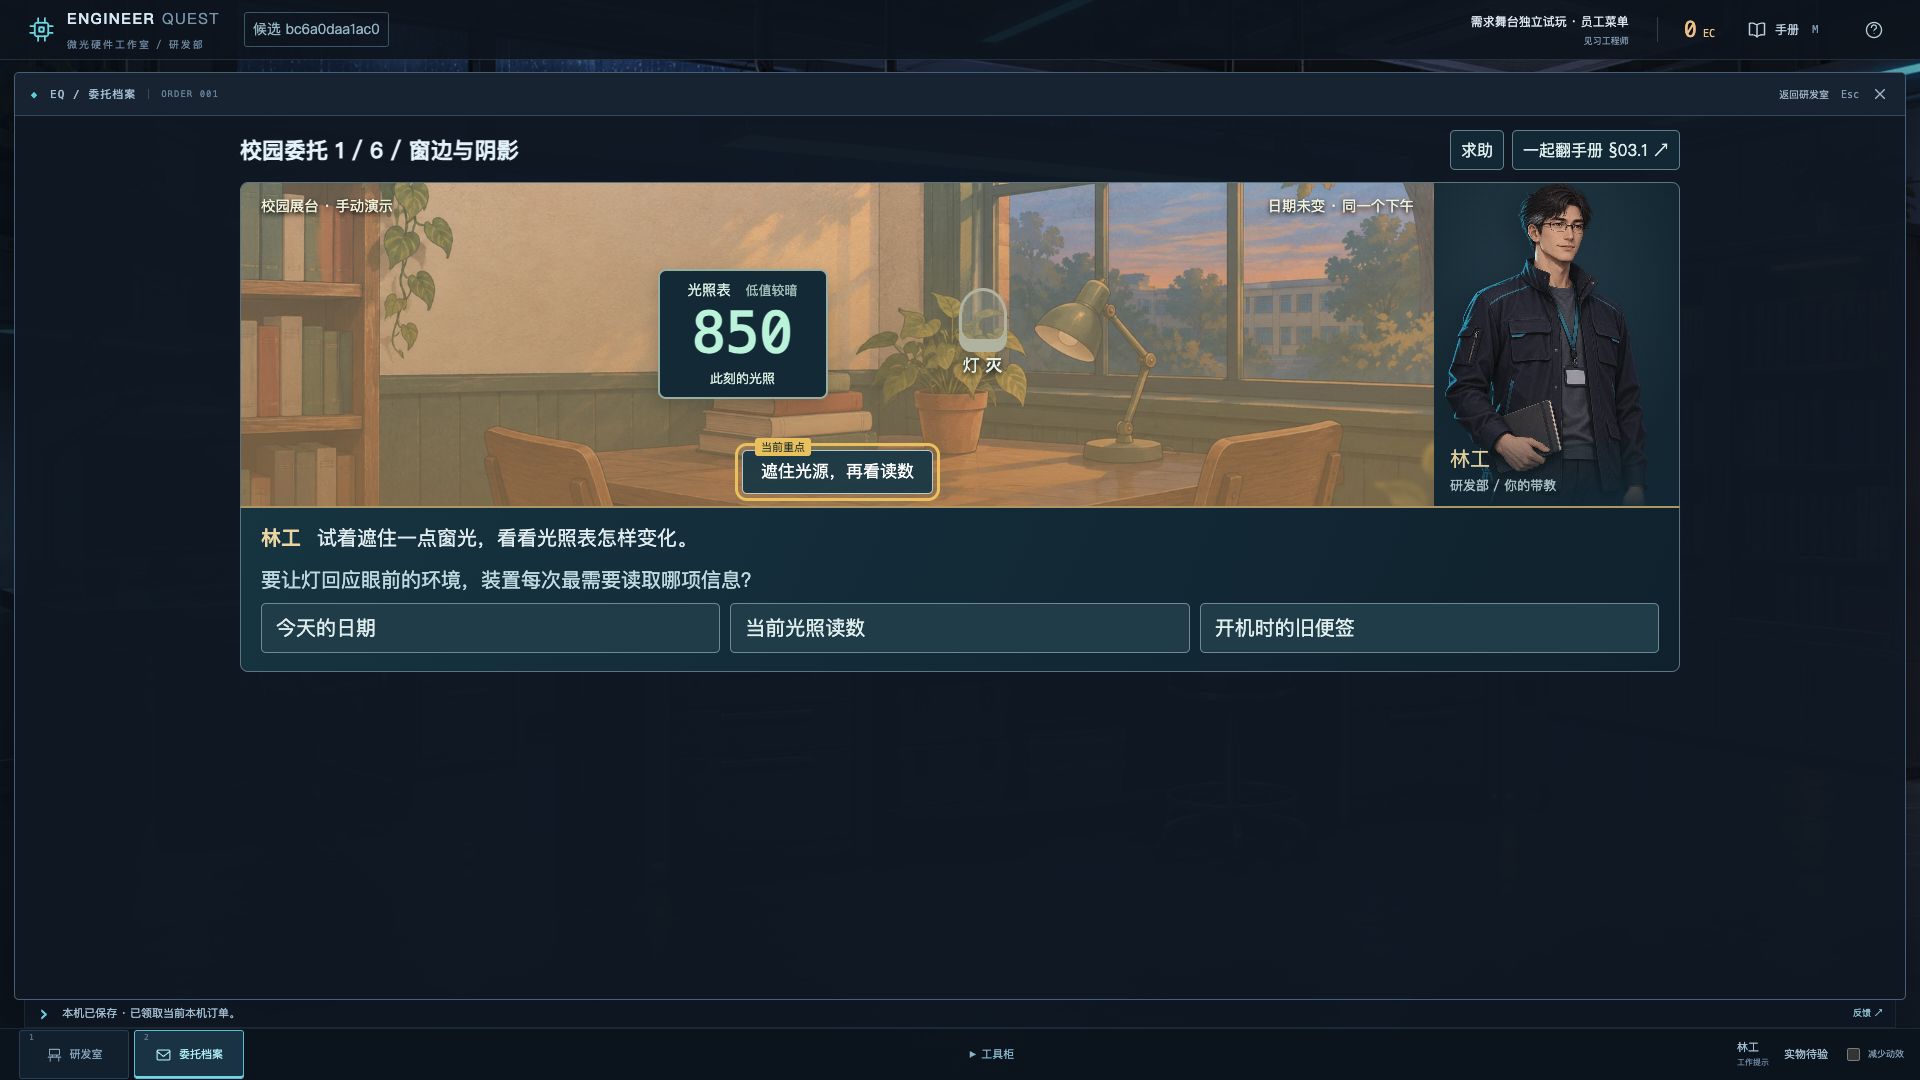 ENGINEER QUEST
微光硬件工作室 / 研发部
候选 bc6a0daa1ac0
需求舞台独立试玩 · 员工菜单
见习工程师
0 EC
手册 M
EQ / 委托档案 | ORDER 001
返回研发室 Esc
校园委托 1 / 6 / 窗边与阴影
求助
一起翻手册 §03.1 ↗
校园展台 · 手动演示
日期未变 · 同一个下午
光照表 低值较暗
850
此刻的光照
灯 灭
当前重点
遮住光源，再看读数
林工
研发部 / 你的带教
林工 试着遮住一点窗光，看看光照表怎样变化。
要让灯回应眼前的环境，装置每次最需要读取哪项信息？
今天的日期
当前光照读数
开机时的旧便签
本机已保存 · 已领取当前本机订单。
反馈 ↗
1 研发室
2 委托档案
工具柜
林工
工作提示
实物待验
减少动效